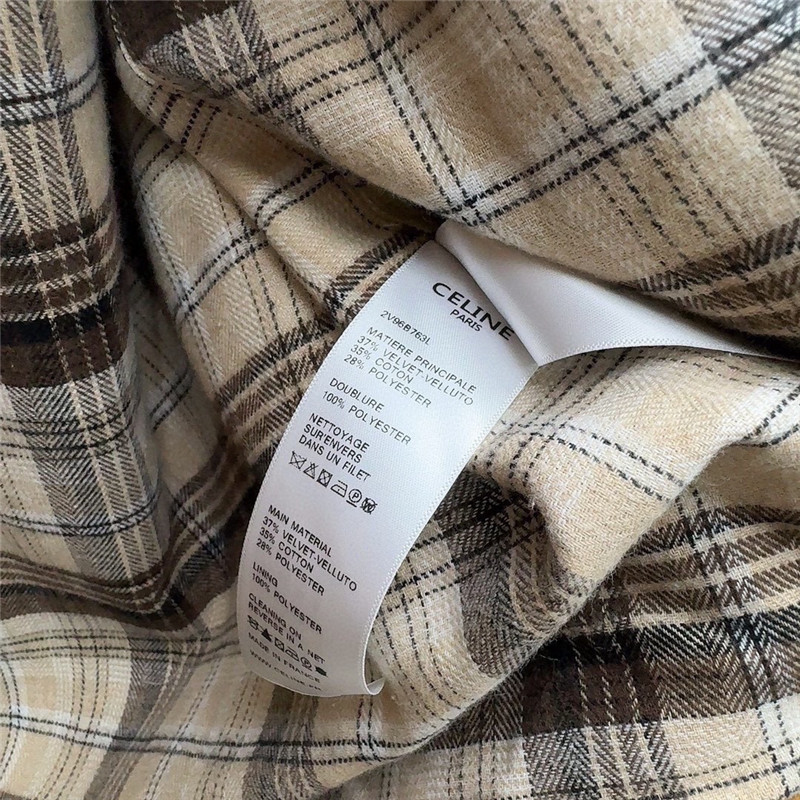 CELINE
PARIS
2V96B763L
MATIERE PRINCIPALE
37% VELVET-VELLUTO
35% COTON
28% POLYESTER
DOUBLURE
100% POLYESTER
NETTOYAGE
SUR'ENVERS
DANS UN FILET
MAIN MATERIAL
37% VELVET-VELLUTO
35% COTTON
28% POLYESTER
LINING
100% POLYESTER
CLEANING ON
REVERSE IN A NET
MADE IN FRANCE